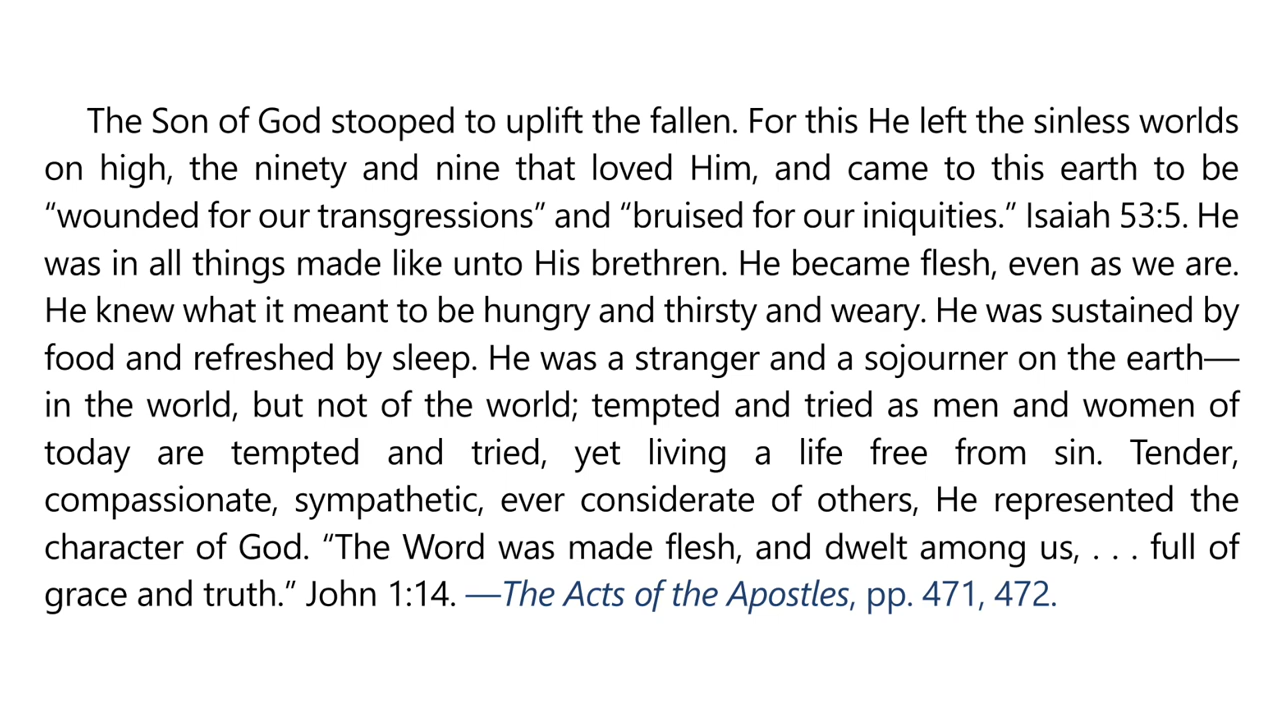 The Son of God stooped to uplift the fallen. For this He left the sinless worlds
on high, the ninety and nine that loved Him, and came to this earth to be
“wounded for our transgressions” and “bruised for our iniquities.” Isaiah 53:5. He
was in all things made like unto His brethren. He became flesh, even as we are.
He knew what it meant to be hungry and thirsty and weary. He was sustained by
food and refreshed by sleep. He was a stranger and a sojourner on the earth—
in the world, but not of the world; tempted and tried as men and women of
today are tempted and tried, yet living a life free from sin. Tender,
compassionate, sympathetic, ever considerate of others, He represented the
character of God. “The Word was made flesh, and dwelt among us, . . . full of
grace and truth.” John 1:14. —The Acts of the Apostles, pp. 471, 472.